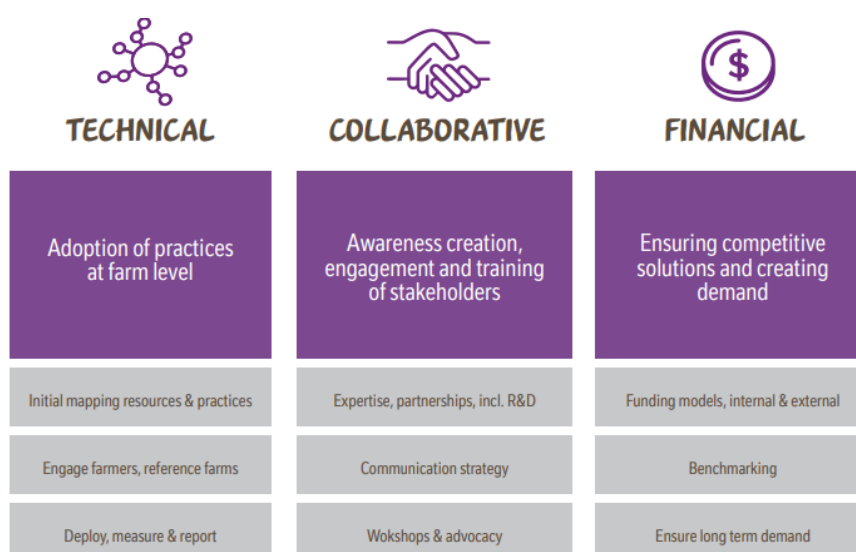 $
TECHNICAL
COLLABORATIVE
FINANCIAL
Adoption of practices
at farm level
Awareness creation,
engagement and training
of stakeholders
Ensuring competitive
solutions and creating
demand
Initial mapping resources & practices
Expertise, partnerships, incl. R&D
Funding models, internal & external
Engage farmers, reference farms
Communication strategy
Benchmarking
Deploy, measure & report
Wokshops & advocacy
Ensure long term demand